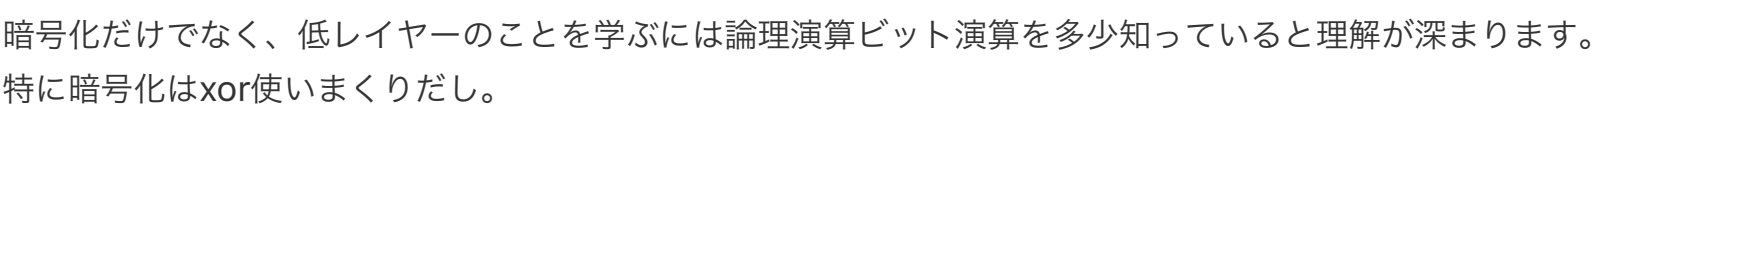 暗号化だけでなく、低レイヤーのことを学ぶには論理演算ビット演算を多少知っていると理解が深まります。
特に暗号化はxor使いまくりだし。